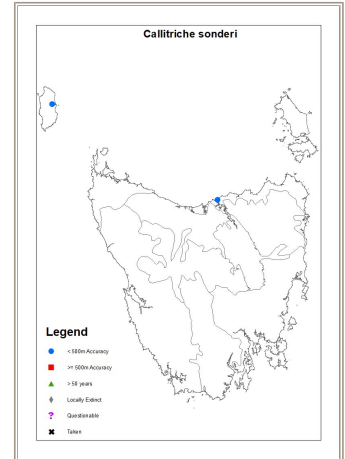 Callitriche sonderi
Legend
< 500m Accuracy
>= 500m Accuracy
> 50 years
Locally Extinct
? Questionable
Taken